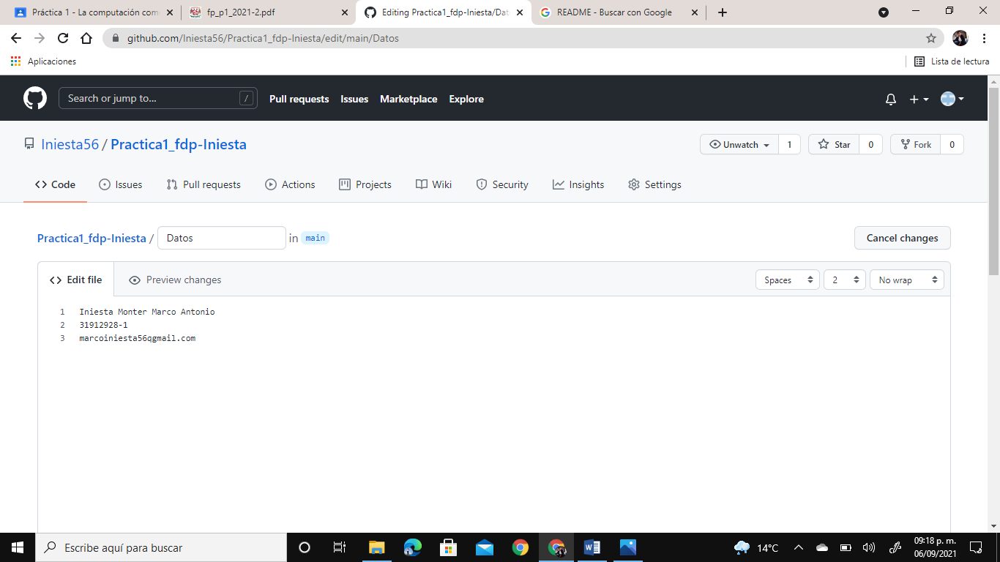 Práctica 1 - La computación com
fp_p1_2021-2.pdf
Editing Practica1_fdp-Iniesta/Dat
README - Buscar con Google
github.com/Iniesta56/Practica1_fdp-Iniesta/edit/main/Datos
Aplicaciones
Lista de lectura
Search or jump to...
/
Pull requests
Issues
Marketplace
Explore
Iniesta56 / Practica1_fdp-Iniesta
Unwatch 1
Star 0
Fork 0
Code
Issues
Pull requests
Actions
Projects
Wiki
Security
Insights
Settings
Practica1_fdp-Iniesta / Datos in main
Cancel changes
<> Edit file
Preview changes
Spaces
2
No wrap
1 Iniesta Monter Marco Antonio
2 31912928-1
3 marcoiniesta56qgmail.com
Escribe aquí para buscar
14°C
09:18 p. m.
06/09/2021